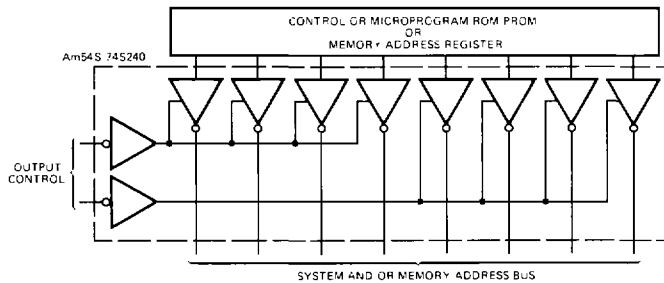 CONTROL OR MICROPROGRAM ROM PROM
OR
MEMORY ADDRESS REGISTER
Am54S 74S240
OUTPUT
CONTROL
SYSTEM AND OR MEMORY ADDRESS BUS